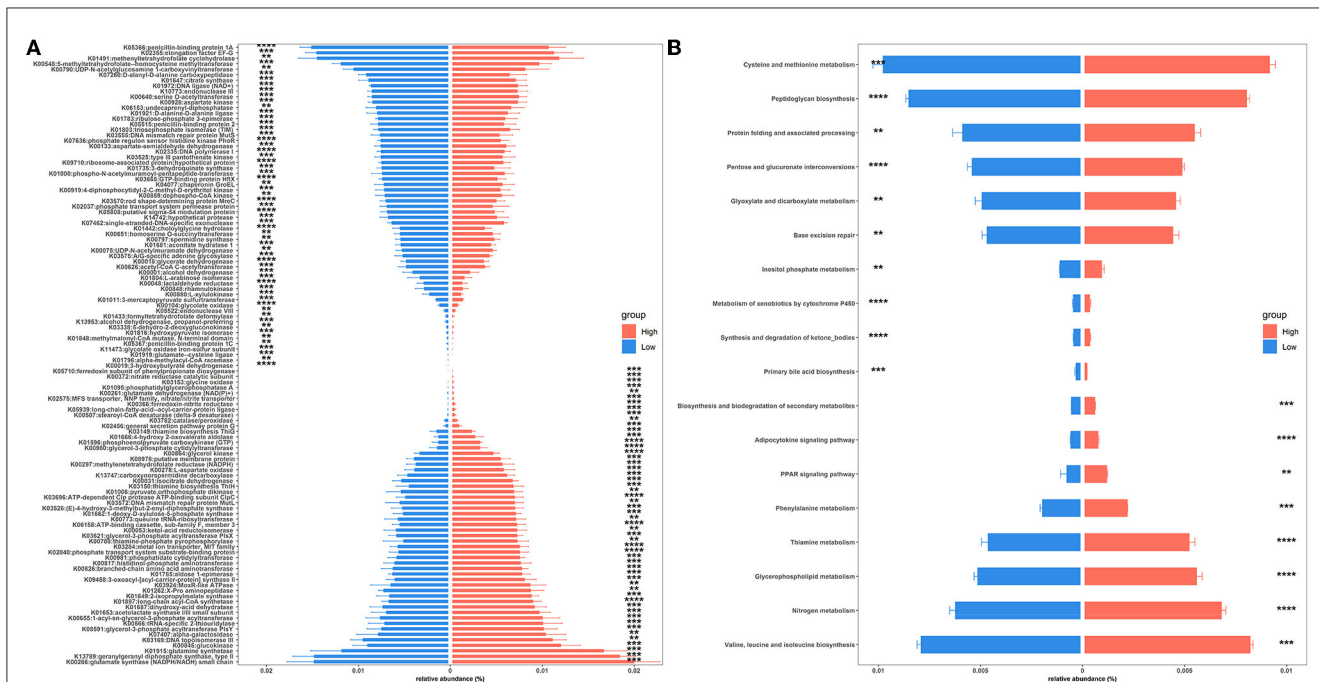 A
K05366:penicillin-binding protein 1A
K02355:elongation factor EF-G
K01491:methenyltetrahydrofolate cyclohydrolase
K00548:5-methyltetrahydrofolate--homocysteine methyltransferase
K00790:UDP-N-acetylglucosamine 1-carboxyvinyltransferase
K07260:D-alanyl-D-alanine carboxypeptidase
K01647:citrate synthase
K01972:DNA ligase (NAD+)
K10773:endonuclease III
K00640:serine O-acetyltransferase
K00928:aspartate kinase
K06153:undecaprenyl-diphosphatase
K01921:D-alanine-D-alanine ligase
K01783:ribulose-phosphate 3-epimerase
K05515:penicillin-binding protein 2
K01803:triosephosphate isomerase (TIM)
K03555:DNA mismatch repair protein MutS
K07636:phosphate regulon sensor histidine kinase PhoR
K00133:aspartate-semialdehyde dehydrogenase
K02335:DNA polymerase I
K03525:type III pantothenate kinase
K09710:ribosome-associated protein;hypothetical protein
K01735:3-dehydroquinate synthase
K01000:phospho-N-acetylmuramoyl-pentapeptide-transferase
K03665:GTP-binding protein HflX
K04077:chaperonin GroEL
K00919:4-diphosphocytidyl-2-C-methyl-D-erythritol kinase
K00859:dephospho-CoA kinase
K03570:rod shape-determining protein MreC
K02037:phosphate transport system permease protein
K05808:putative sigma-54 modulation protein
K14742:hypothetical protease
K07462:single-stranded-DNA-specific exonuclease
K01442:choloylglycine hydrolase
K00651:homoserine O-succinyltransferase
K00797:spermidine synthase
K01681:aconitate hydratase 1
K00075:UDP-N-acetylmuramate dehydrogenase
K03575:A/G-specific adenine glycosylase
K00018:glycerate dehydrogenase
K00626:acetyl-CoA C-acetyltransferase
K00001:alcohol dehydrogenase
K01804:L-arabinose isomerase
K00048:lactaldehyde reductase
K00848:rhamnulokinase
K00880:L-xylulokinase
K01011:3-mercaptopyruvate sulfurtransferase
K00104:glycolate oxidase
K05522:endonuclease VIII
K01433:formyltetrahydrofolate deformylase
K13953:alcohol dehydrogenase, propanol-preferring
K03338:5-dehydro-2-deoxygluconokinase
K01816:hydroxypyruvate isomerase
K01848:methylmalonyl-CoA mutase, N-terminal domain
K05367:penicillin-binding protein 1C
K11473:glycolate oxidase iron-sulfur subunit
K01919:glutamate--cysteine ligase
K01796:alpha-methylacyl-CoA racemase
K00019:3-hydroxybutyrate dehydrogenase
K05710:ferredoxin subunit of phenylpropionate dioxygenase
K00372:nitrate reductase catalytic subunit
K03153:glycine oxidase
K01095:phosphatidylglycerophosphatase A
K00261:glutamate dehydrogenase (NAD(P)+)
K02575:MFS transporter, NNP family, nitrate/nitrite transporter
K00366:ferredoxin-nitrite reductase
K05939:long-chain-fatty-acid--acyl-carrier-protein ligase
K00507:stearoyl-CoA desaturase (delta-9 desaturase)
K03782:catalase/peroxidase
K02456:general secretion pathway protein G
K03149:thiamine biosynthesis ThiG
K01666:4-hydroxy 2-oxovalerate aldolase
K01596:phosphoenolpyruvate carboxykinase (GTP)
K00980:glycerol-3-phosphate cytidylyltransferase
K00864:glycerol kinase
K08978:putative membrane protein
K00297:methylenetetrahydrofolate reductase (NADPH)
K00278:L-aspartate oxidase
K13747:carboxynorspermidine decarboxylase
K00031:isocitrate dehydrogenase
K03150:thiamine biosynthesis ThiH
K01006:pyruvate,orthophosphate dikinase
K03696:ATP-dependent Clp protease ATP-binding subunit ClpC
K03572:DNA mismatch repair protein MutL
K03526:(E)-4-hydroxy-3-methylbut-2-enyl-diphosphate synthase
K01662:1-deoxy-D-xylulose-5-phosphate synthase
K00773:queuine tRNA-ribosyltransferase
K06158:ATP-binding cassette, sub-family F, member 3
K00053:ketol-acid reductoisomerase
K03621:glycerol-3-phosphate acyltransferase PlsX
K00788:thiamine-phosphate pyrophosphorylase
K03284:metal ion transporter, MIT family
K02040:phosphate transport system substrate-binding protein
K00981:phosphatidate cytidylyltransferase
K00817:histidinol-phosphate aminotransferase
K00826:branched-chain amino acid aminotransferase
K01785:aldose 1-epimerase
K09458:3-oxoacyl-[acyl-carrier-protein] synthase II
K03924:MoxR-like ATPase
K01262:X-Pro aminopeptidase
K01649:2-isopropylmalate synthase
K01897:long-chain acyl-CoA synthetase
K01687:dihydroxy-acid dehydratase
K01653:acetolactate synthase I/III small subunit
K00655:1-acyl-sn-glycerol-3-phosphate acyltransferase
K00566:tRNA-specific 2-thiouridylase
K08591:glycerol-3-phosphate acyltransferase PlsY
K07407:alpha-galactosidase
K03169:DNA topoisomerase III
K00845:glucokinase
K01915:glutamine synthetase
K13789:geranylgeranyl diphosphate synthase, type II
K00266:glutamate synthase (NADPH/NADH) small chain
0.02 0.01 0 0.01 0.02
relative abundance (%)
group
High
Low
B
Cysteine and methionine metabolism ***
Peptidoglycan biosynthesis ****
Protein folding and associated processing **
Pentose and glucuronate interconversions ****
Glyoxylate and dicarboxylate metabolism **
Base excision repair **
Inositol phosphate metabolism **
Metabolism of xenobiotics by cytochrome P450 ****
Synthesis and degradation of ketone_bodies ****
Primary bile acid biosynthesis ***
Biosynthesis and biodegradation of secondary metabolites ***
Adipocytokine signaling pathway ****
PPAR signaling pathway **
Phenylalanine metabolism ***
Thiamine metabolism ****
Glycerophospholipid metabolism ****
Nitrogen metabolism ****
Valine, leucine and isoleucine biosynthesis ***
0.01 0.005 0 0.005 0.01
relative abundance (%)
group
High
Low